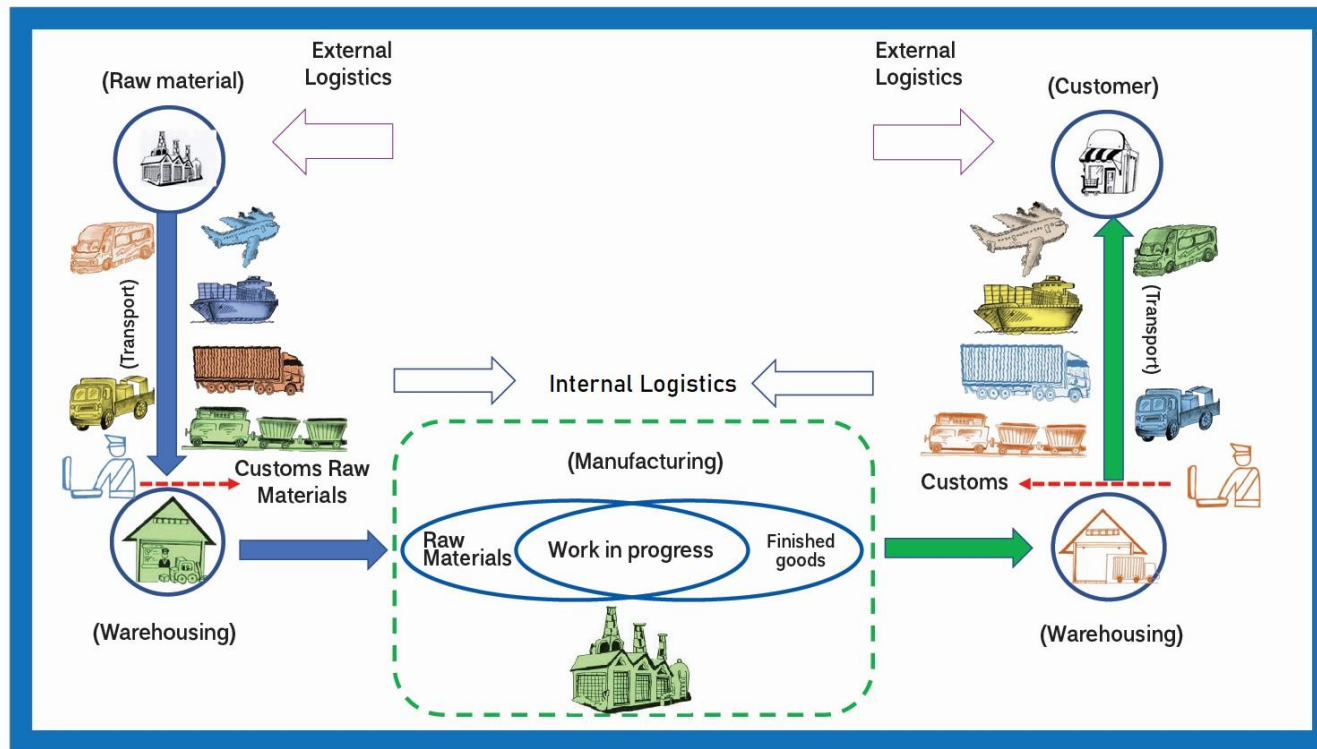 External
Logistics
(Raw material)
External
Logistics
(Customer)
(Transport)
(Transport)
Internal Logistics
Customs Raw
Materials
(Manufacturing)
Customs
Raw
Materials
Work in progress
Finished
goods
(Warehousing)
(Warehousing)